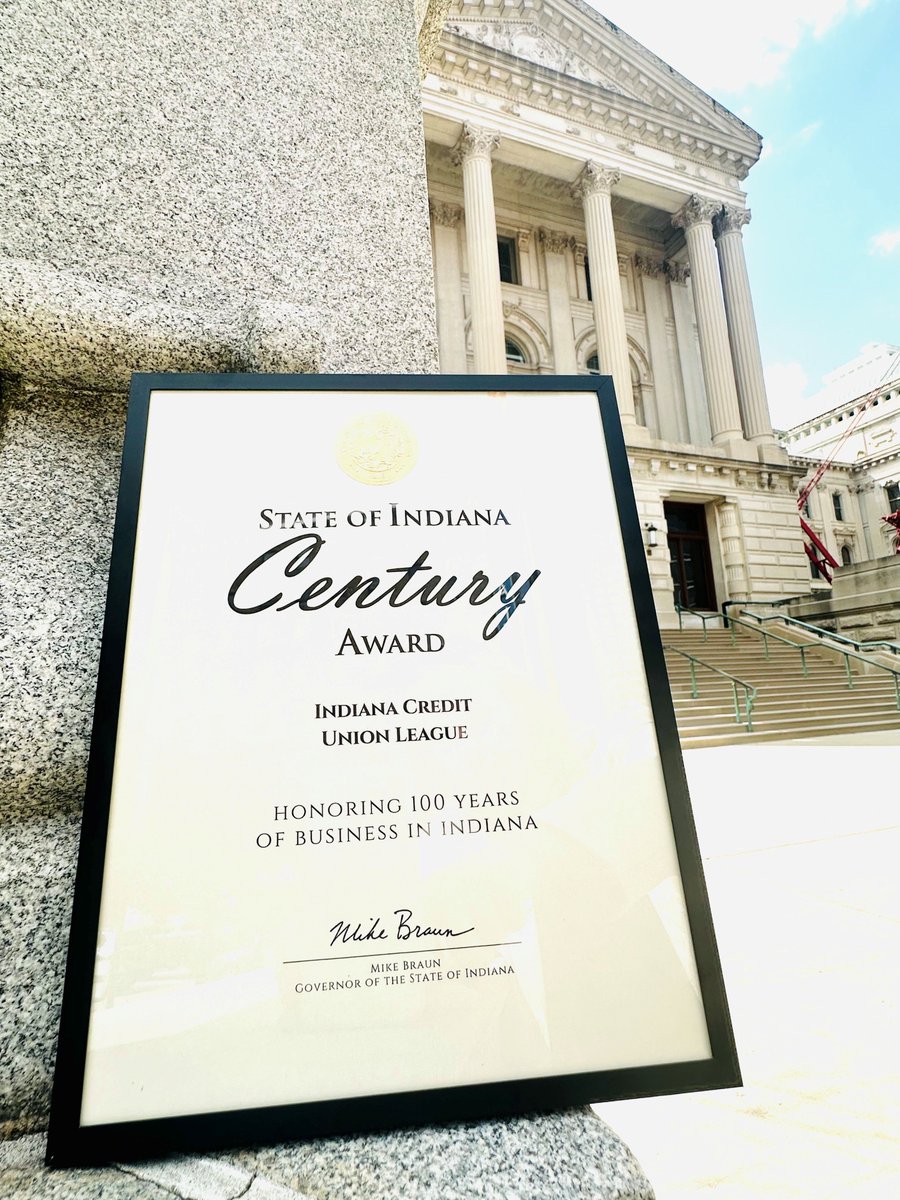 STATE OF INDIANA
Century
AWARD
INDIANA CREDIT
UNION LEAGUE
HONORING 100 YEARS
OF BUSINESS IN INDIANA
Mike Braun
MIKE BRAUN
GOVERNOR OF THE STATE OF INDIANA